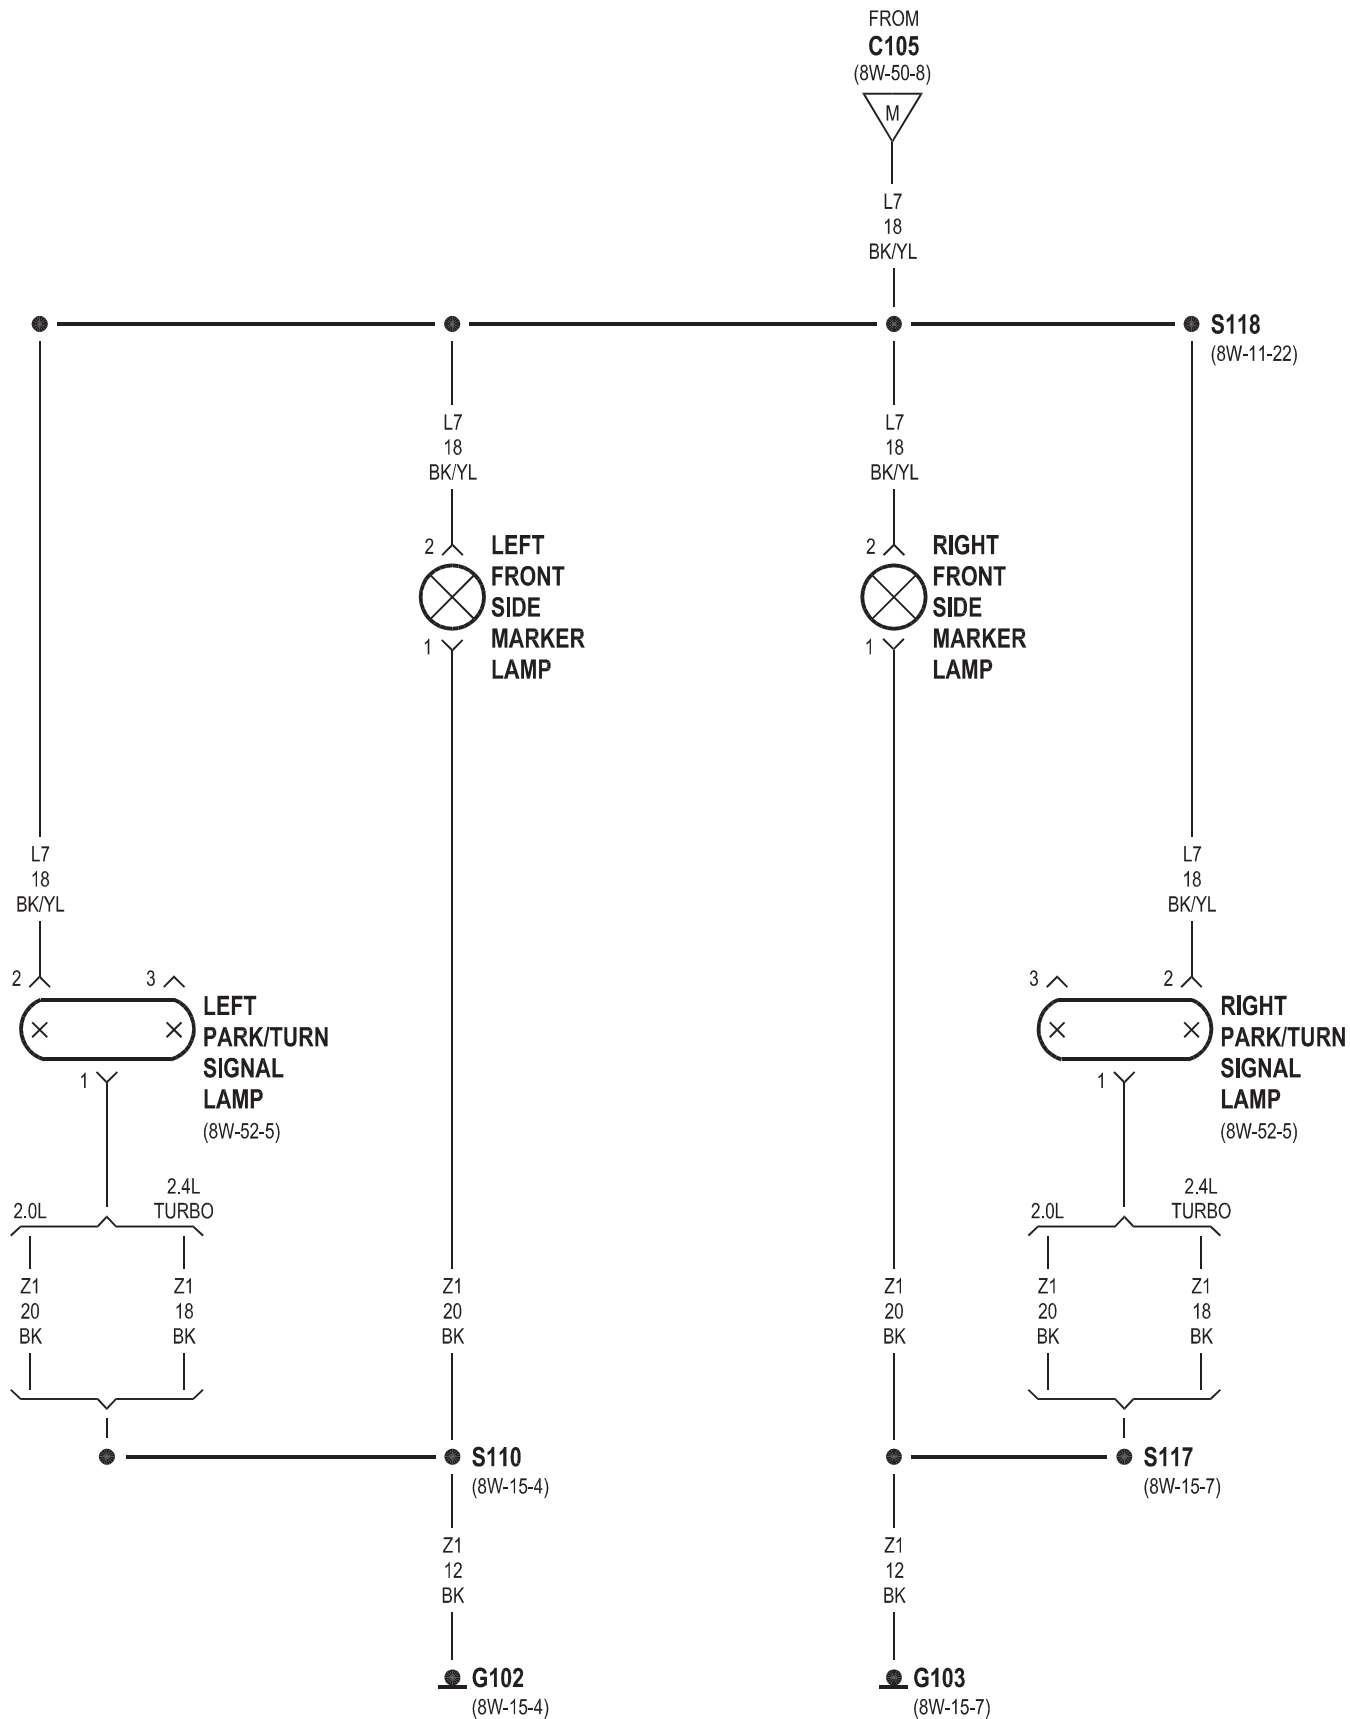 FROM
C105
(8W-50-8)
M
L7
18
BK/YL
S118
(8W-11-22)
L7
18
BK/YL
L7
18
BK/YL
2
LEFT
FRONT
SIDE
MARKER
LAMP
1
2
RIGHT
FRONT
SIDE
MARKER
LAMP
1
L7
18
BK/YL
L7
18
BK/YL
2
3
LEFT
PARK/TURN
SIGNAL
LAMP
(8W-52-5)
1
3
2
RIGHT
PARK/TURN
SIGNAL
LAMP
(8W-52-5)
1
2.0L
2.4L
TURBO
2.0L
2.4L
TURBO
Z1
20
BK
Z1
18
BK
Z1
20
BK
Z1
20
BK
Z1
20
BK
Z1
18
BK
S110
(8W-15-4)
S117
(8W-15-7)
Z1
12
BK
Z1
12
BK
G102
(8W-15-4)
G103
(8W-15-7)